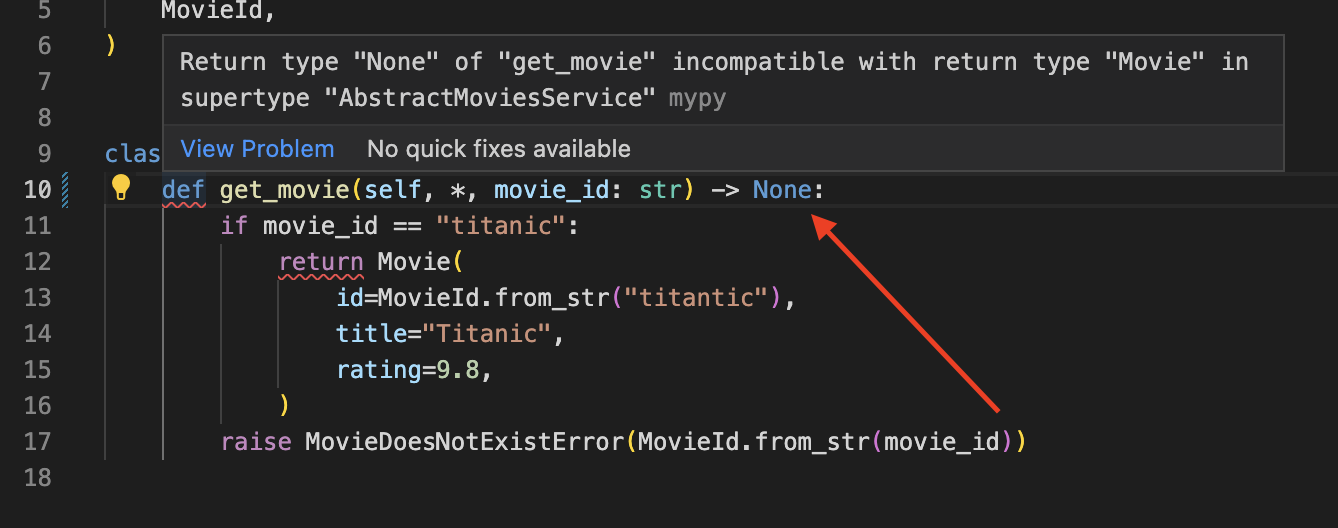 5 MovieId,
6 )
Return type "None" of "get_movie" incompatible with return type "Movie" in
7
supertype "AbstractMoviesService" mypy
8
9 clas
View Problem No quick fixes available
10 def get_movie(self, *, movie_id: str) -> None:
11 if movie_id == "titanic":
12 return Movie(
13 id=MovieId.from_str("titantic"),
14 title="Titanic",
15 rating=9.8,
16 )
17 raise MovieDoesNotExistError(MovieId.from_str(movie_id))
18